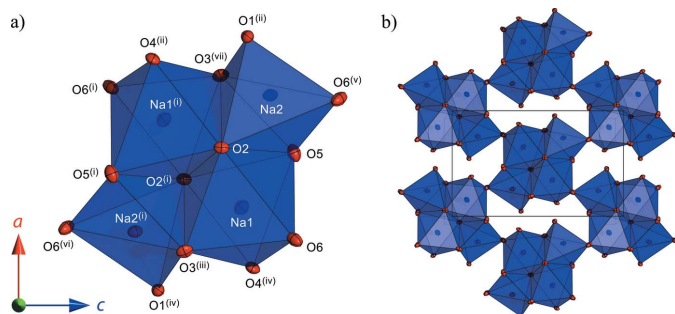 a)
b)
O1(ii)
O4(ii)
O3(vii)
O6(i)
O6(v)
Na1(i)
Na2
O2
O5
O5(i)
O2(i)
Na1
Na2(i)
O6(vi)
O6
O3(iii)
O4(iv)
O1(iv)
a
c